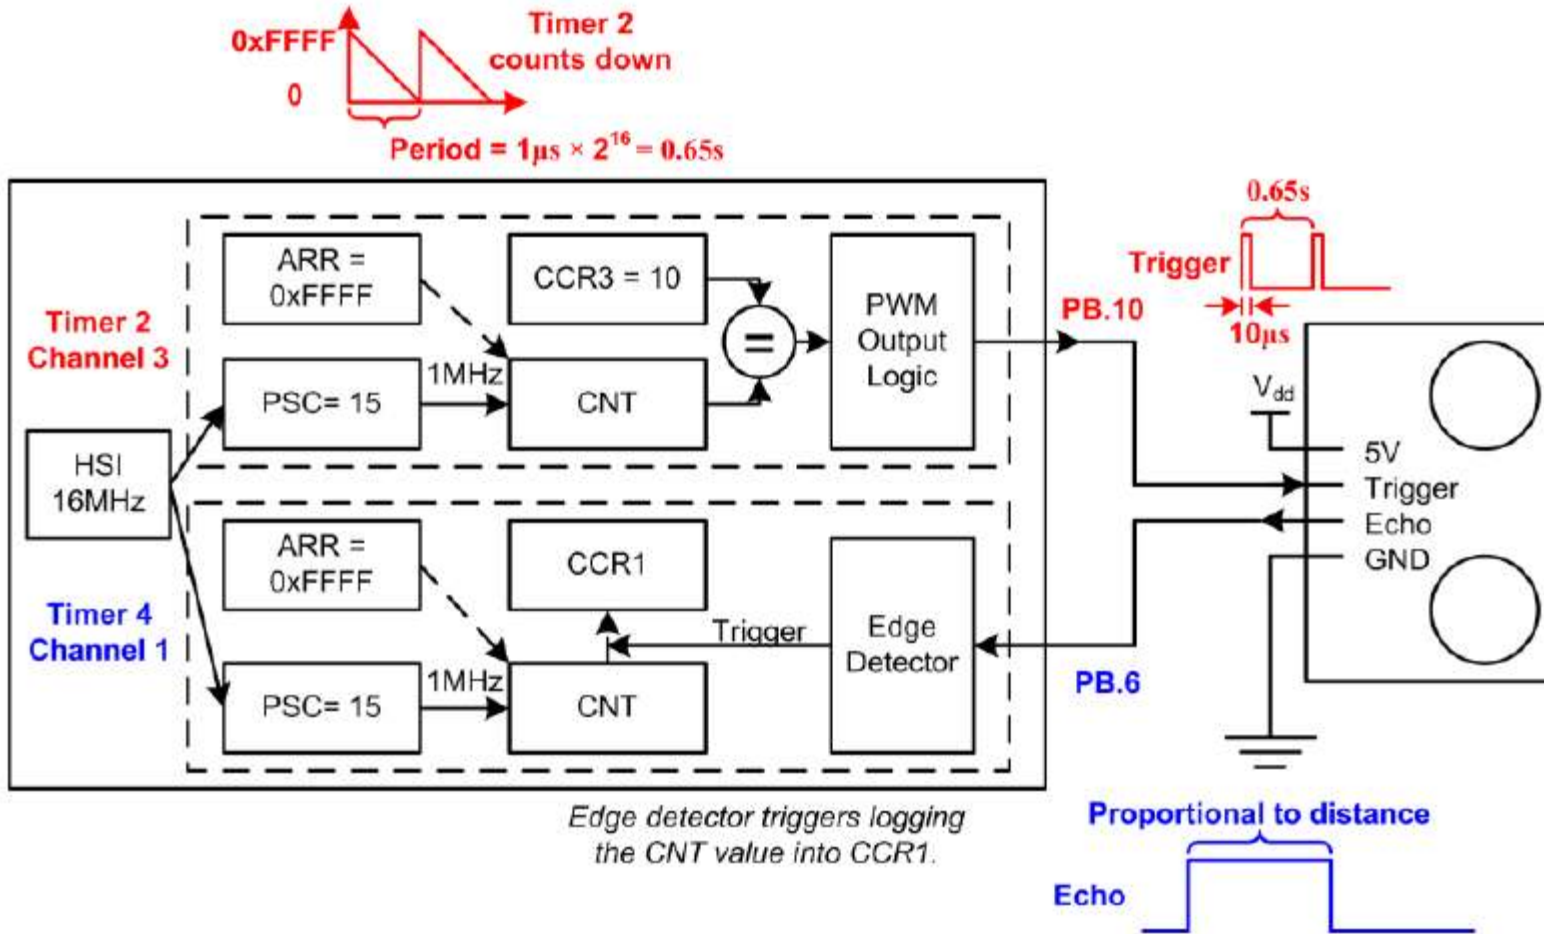 Timer 2
counts down
0xFFFF
0
Period = 1μs × 2¹⁶ = 0.65s
Timer 2
Channel 3
ARR =
0xFFFF
CCR3 = 10
PWM
Output
Logic
=
PSC= 15
1MHz
CNT
HSI
16MHz
Timer 4
Channel 1
ARR =
0xFFFF
CCR1
Trigger
Edge
Detector
PSC= 15
1MHz
CNT
0.65s
Trigger
10μs
PB.10
Vdd
5V
Trigger
Echo
GND
PB.6
Edge detector triggers logging
the CNT value into CCR1.
Proportional to distance
Echo